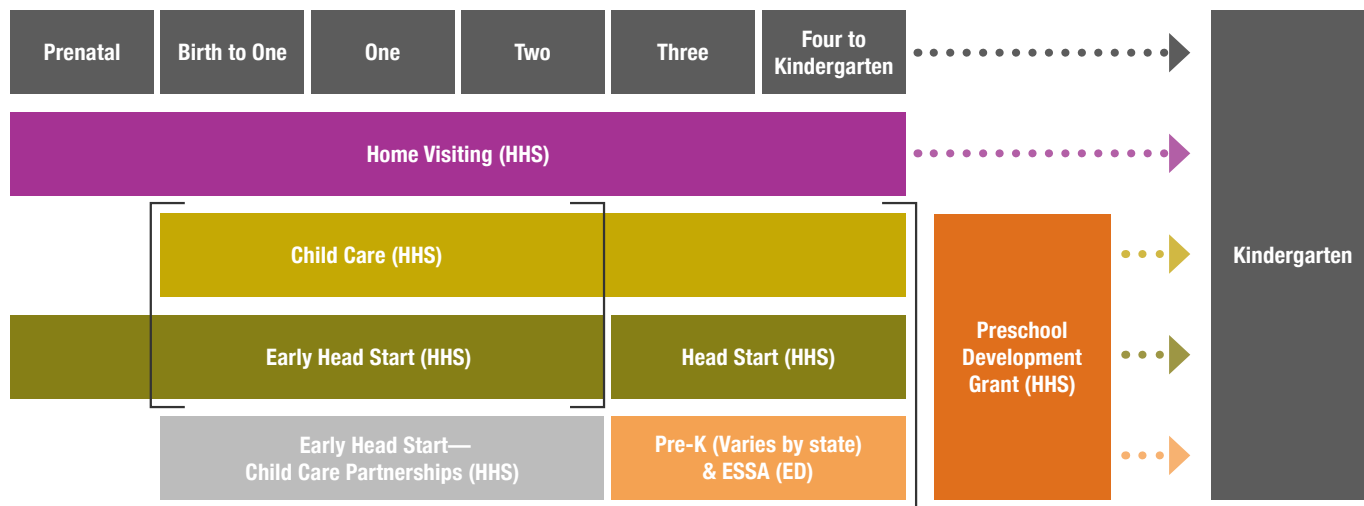 Prenatal
Birth to One
One
Two
Three
Four to
Kindergarten
Home Visiting (HHS)
Child Care (HHS)
Kindergarten
Early Head Start (HHS)
Head Start (HHS)
Preschool
Development
Grant (HHS)
Early Head Start—
Child Care Partnerships (HHS)
Pre-K (Varies by state)
& ESSA (ED)